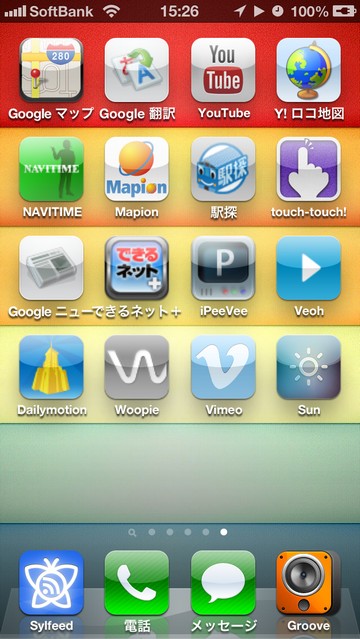 SoftBank 15:26 100%
280
You
Tube
Google マップ Google 翻訳 YouTube Y! ロコ地図
NAVITIME Mapion 駅探
NAVITIME Mapion 駅探 touch-touch!
できる
ネット
+
P
Google ニュー できるネット+ iPeeVee Veoh
Dailymotion Woopie Vimeo Sun
Sylfeed 電話 メッセージ Groove